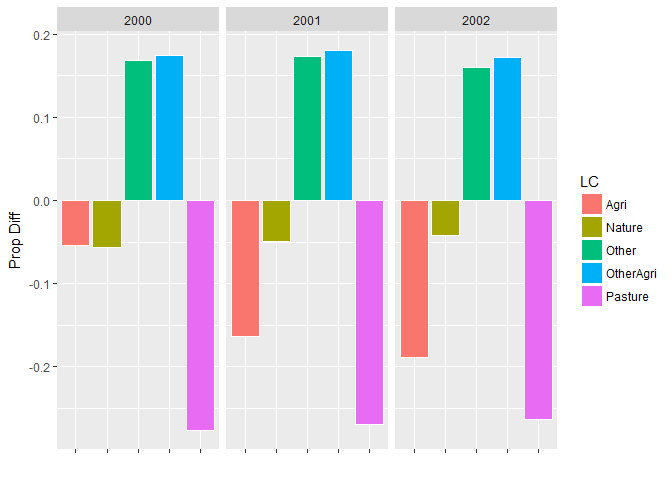 2000 2001 2002
0.2
0.1
0.0
-0.1
-0.2
Prop Diff
LC
Agri
Nature
Other
OtherAgri
Pasture